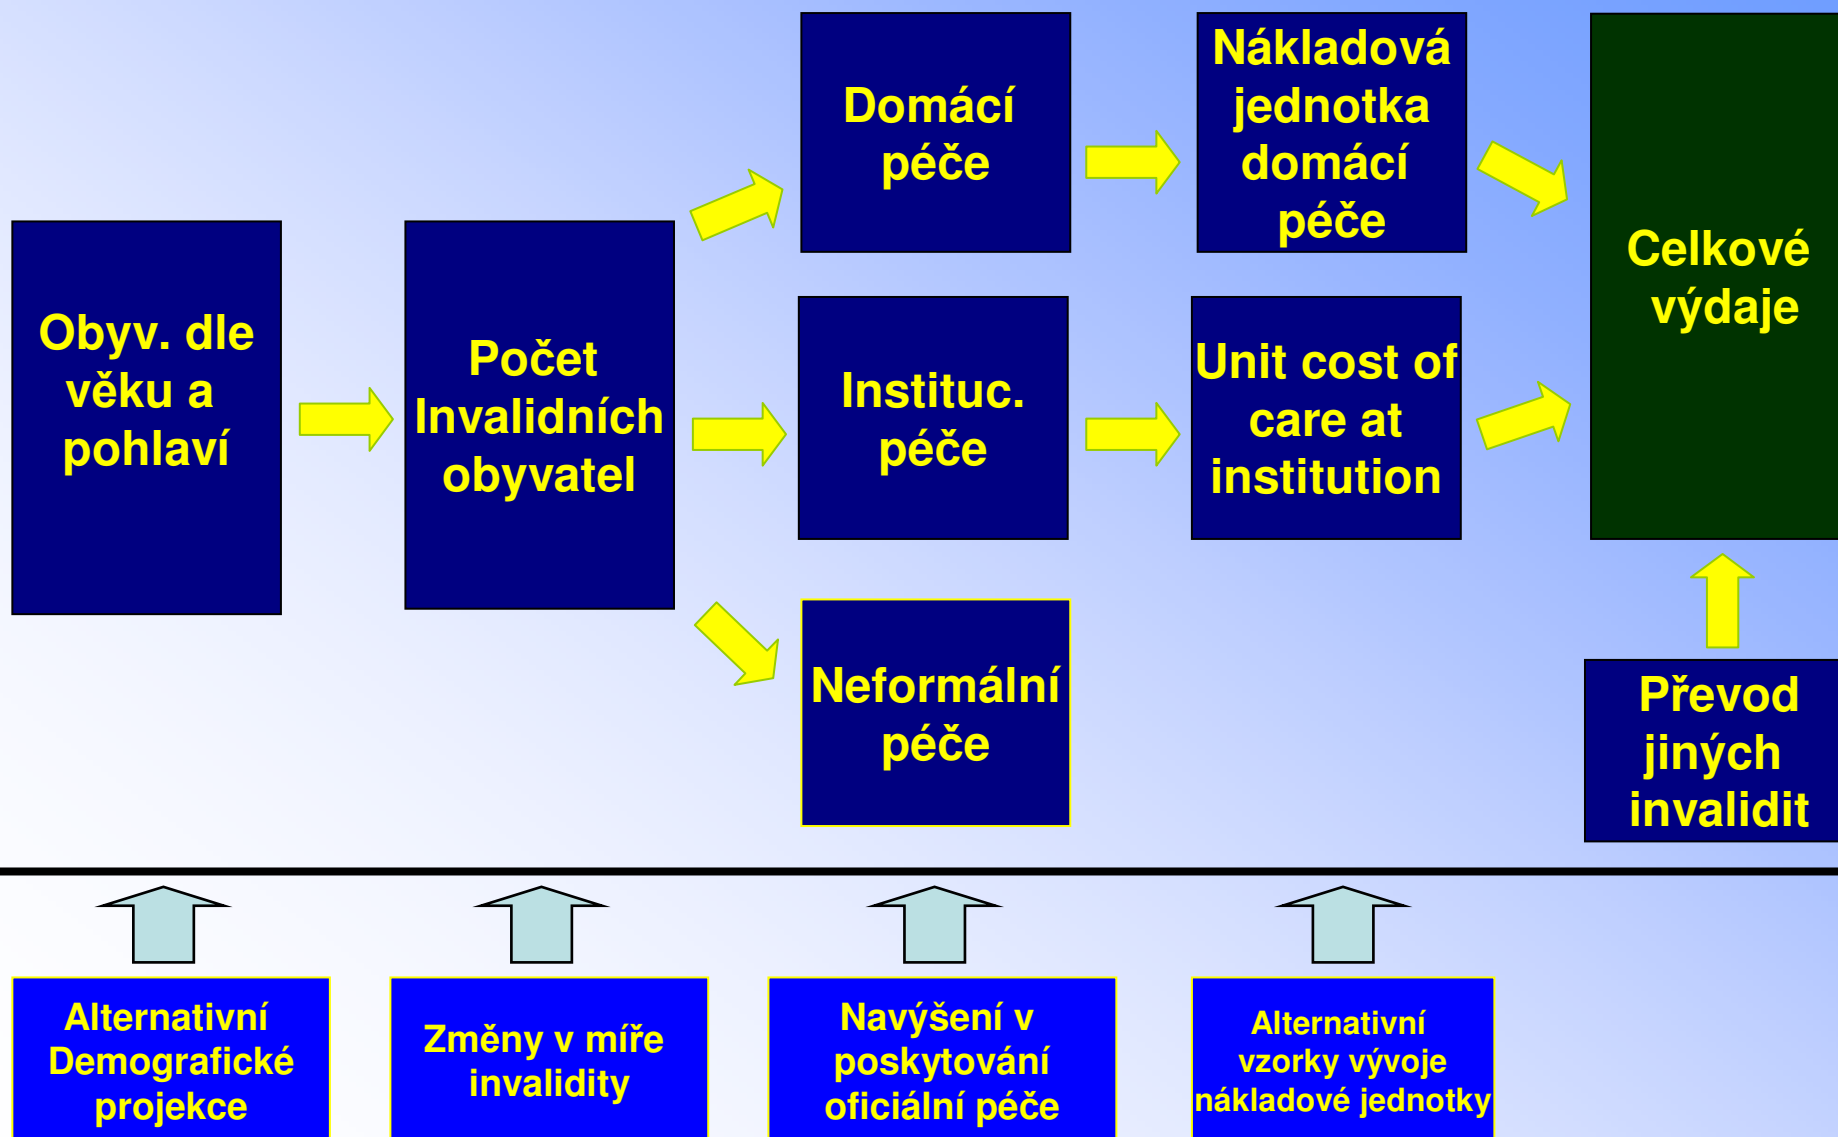 Obyv. dle
věku a
pohlaví
Počet
Invalidních
obyvatel
Domácí
péče
Nákladová
jednotka
domácí
péče
Instituc.
péče
Unit cost of
care at
institution
Neformální
péče
Celkové
výdaje
Převod
jiných
invalidit
Alternativní
Demografické
projekce
Změny v míře
invalidity
Navýšení v
poskytování
oficiální péče
Alternativní
vzorky vývoje
nákladové jednotky